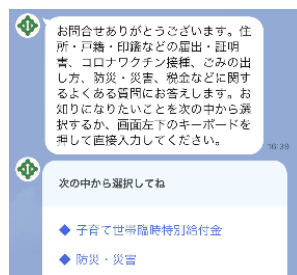 お問合せありがとうございます。住
所・戸籍・印鑑などの届出・証明
書、コロナワクチン接種、ごみの出
し方、防災・災害、税金などに関す
るよくある質問にお答えします。お
知りになりたいことを次の中から選
択するか、画面左下のキーボードを
押して直接入力してください。
16:39
次の中から選択してね
◆ 子育て世帯臨時特別給付金
◆ 防災・災害